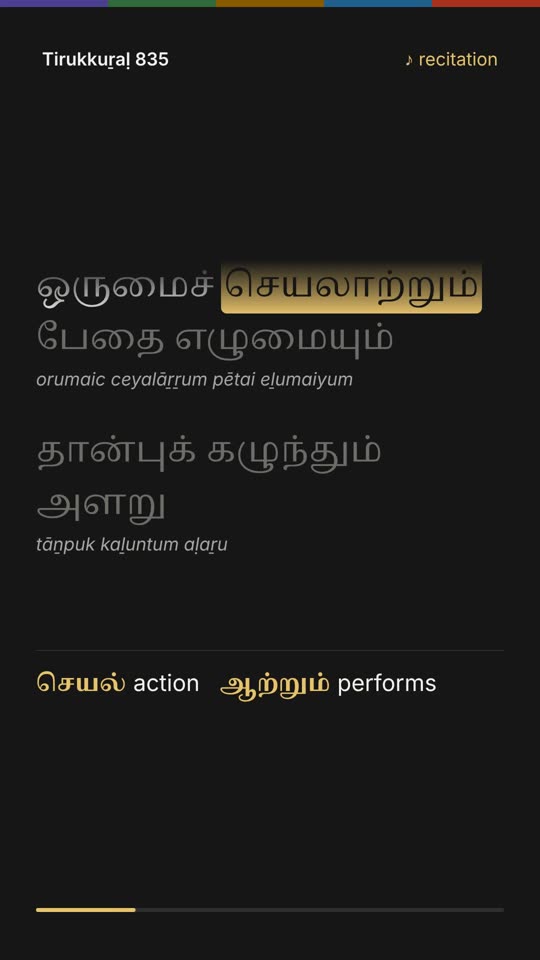 Tirukkuṟaḷ 835
♪ recitation
ஒருமைச் செயலாற்றும்
பேதை எழுமையும்
orumaic ceyalāṟṟum pētai eḻumaiyum
தான்புக் கழுந்தும்
அளறு
tāṉpuk kaḻuntum aḷaṟu
செயல் action ஆற்றும் performs